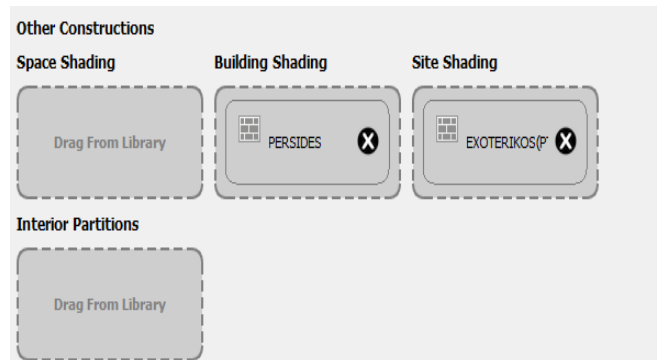 Other Constructions
Space Shading
Building Shading
Site Shading
Drag From Library
PERSIDES
EXOTERIKOS(P
Interior Partitions
Drag From Library